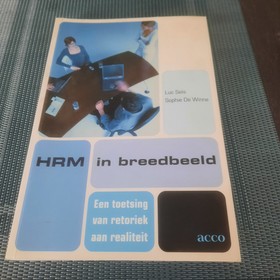 Luc Sels
Sophie De Winne
HRM in breedbeeld
Een toetsing
van retoriek
aan realiteit
acco